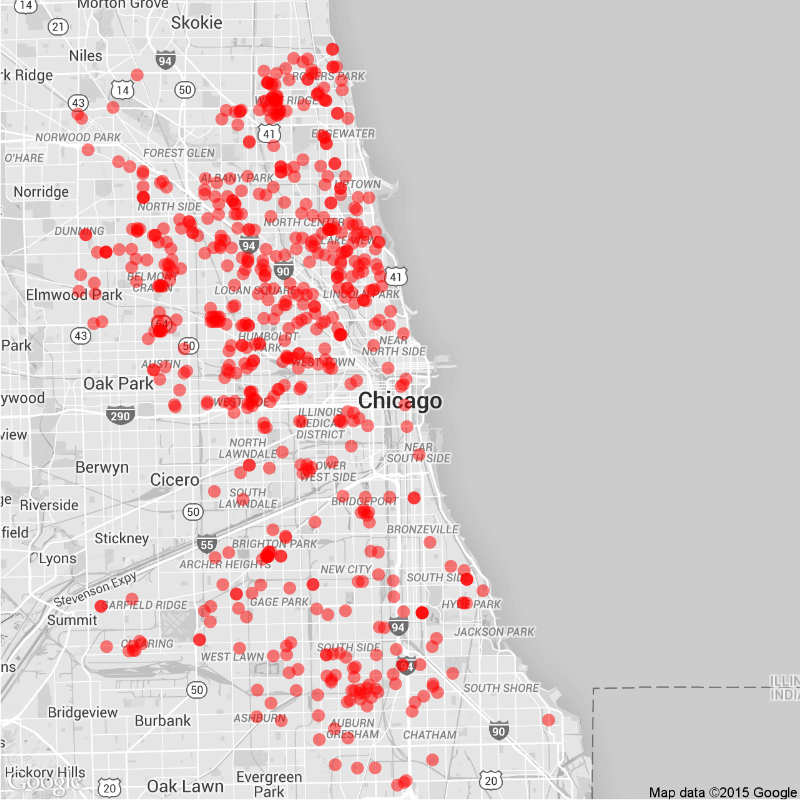 14
Morton Grove
21
Skokie
Niles
94
rk Ridge
ROGERS PARK
14
50
43
WEST RIDGE
NORWOOD PARK
41
EDGEWATER
O'HARE
FOREST GLEN
ALBANY PARK
UPTOWN
Norridge
NORTH SIDE
NORTH CENTER
DUNNING
94
LAKE VIEW
90
41
BELMONT
CRAGIN
Elmwood Park
LOGAN SQUARE
LINCOLN PARK
64
43
HUMBOLDT
PARK
NEAR
NORTH SIDE
Park
50
AUSTIN
WEST TOWN
Oak Park
ywood
WEST SIDE
Chicago
290
ILLINOIS
MEDICAL
DISTRICT
view
NORTH
LAWNDALE
NEAR
SOUTH SIDE
Berwyn
LOWER
WEST SIDE
Cicero
SOUTH
LAWNDALE
ge
Riverside
50
BRIDGEPORT
field
Stickney
55
BRONZEVILLE
BRIGHTON PARK
Lyons
ARCHER HEIGHTS
NEW CITY
SOUTH SIDE
Stevenson Expy
GARFIELD RIDGE
GAGE PARK
HYDE PARK
Summit
94
JACKSON PARK
CLEARING
SOUTH SIDE
WEST LAWN
94
ns
50
SOUTH SHORE
ILLIN
INDIA
Bridgeview
Burbank
ASHBURN
AUBURN
GRESHAM
CHATHAM
90
s
Hickory Hills
Google
20
Oak Lawn
Evergreen
Park
20
Map data ©2015 Google